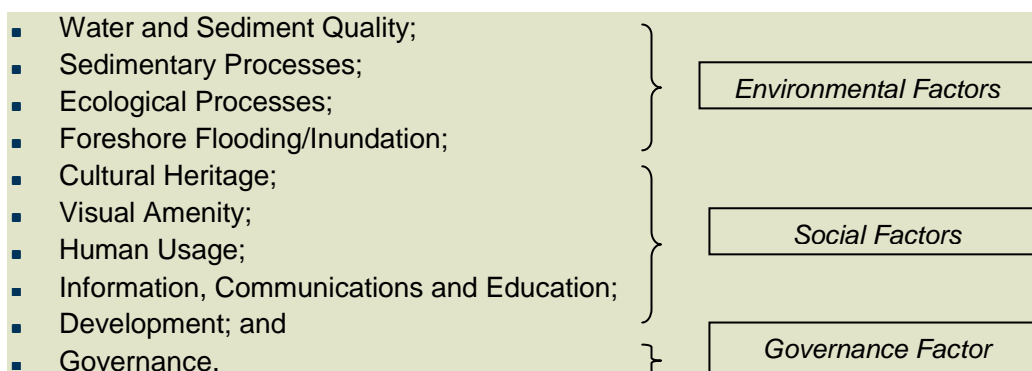 ▪ Water and Sediment Quality;
▪ Sedimentary Processes;
▪ Ecological Processes;
▪ Foreshore Flooding/Inundation;
Environmental Factors
▪ Cultural Heritage;
▪ Visual Amenity;
▪ Human Usage;
▪ Information, Communications and Education;
▪ Development; and
Social Factors
▪ Governance.
Governance Factor